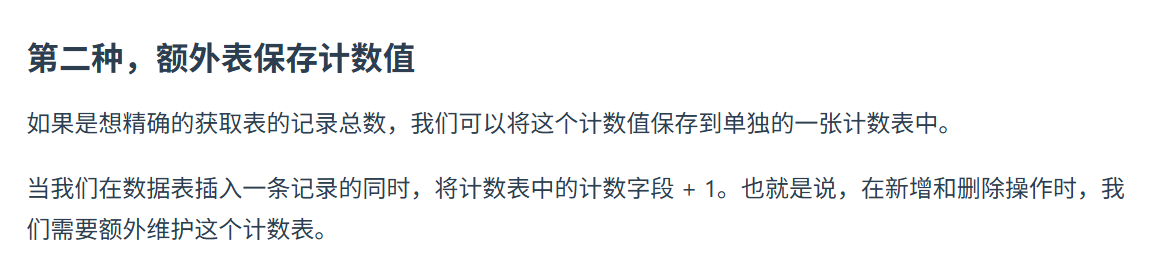 第二种，额外表保存计数值
如果是想精确的获取表的记录总数，我们可以将这个计数值保存到单独的一张计数表中。
当我们在数据表插入一条记录的同时，将计数表中的计数字段 + 1。也就是说，在新增和删除操作时，我
们需要额外维护这个计数表。